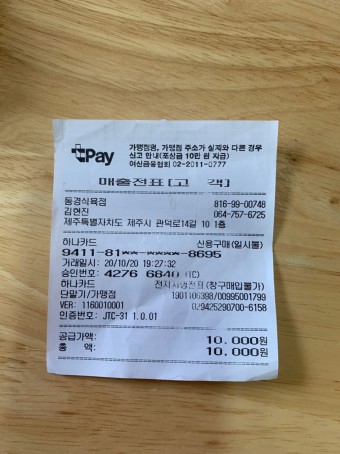 Pay
가맹점명, 가맹점 주소가 실제와 다른 경우
신고 안내(포상금 10만 원 지급)
여신금융협회 02-2011-0777
매출전표[고 객]
동경식육점 816-99-00748
김현진 064-757-6725
제주특별자치도 제주시 관덕로14길 10 1층
하나카드 신용구매(일시불)
9411-81**-****-8695
거래일시: 20/10/20 19:27:32
승인번호: 4276 6840 (IC)
하나카드 전자서명전표(창구매입불가)
단말기/가맹점 /00995001799
VER: 1160010001 9425290700-6158
인증번호: JTC-31 1.0.01
공급가액: 10,000원
총 액: 10,000원